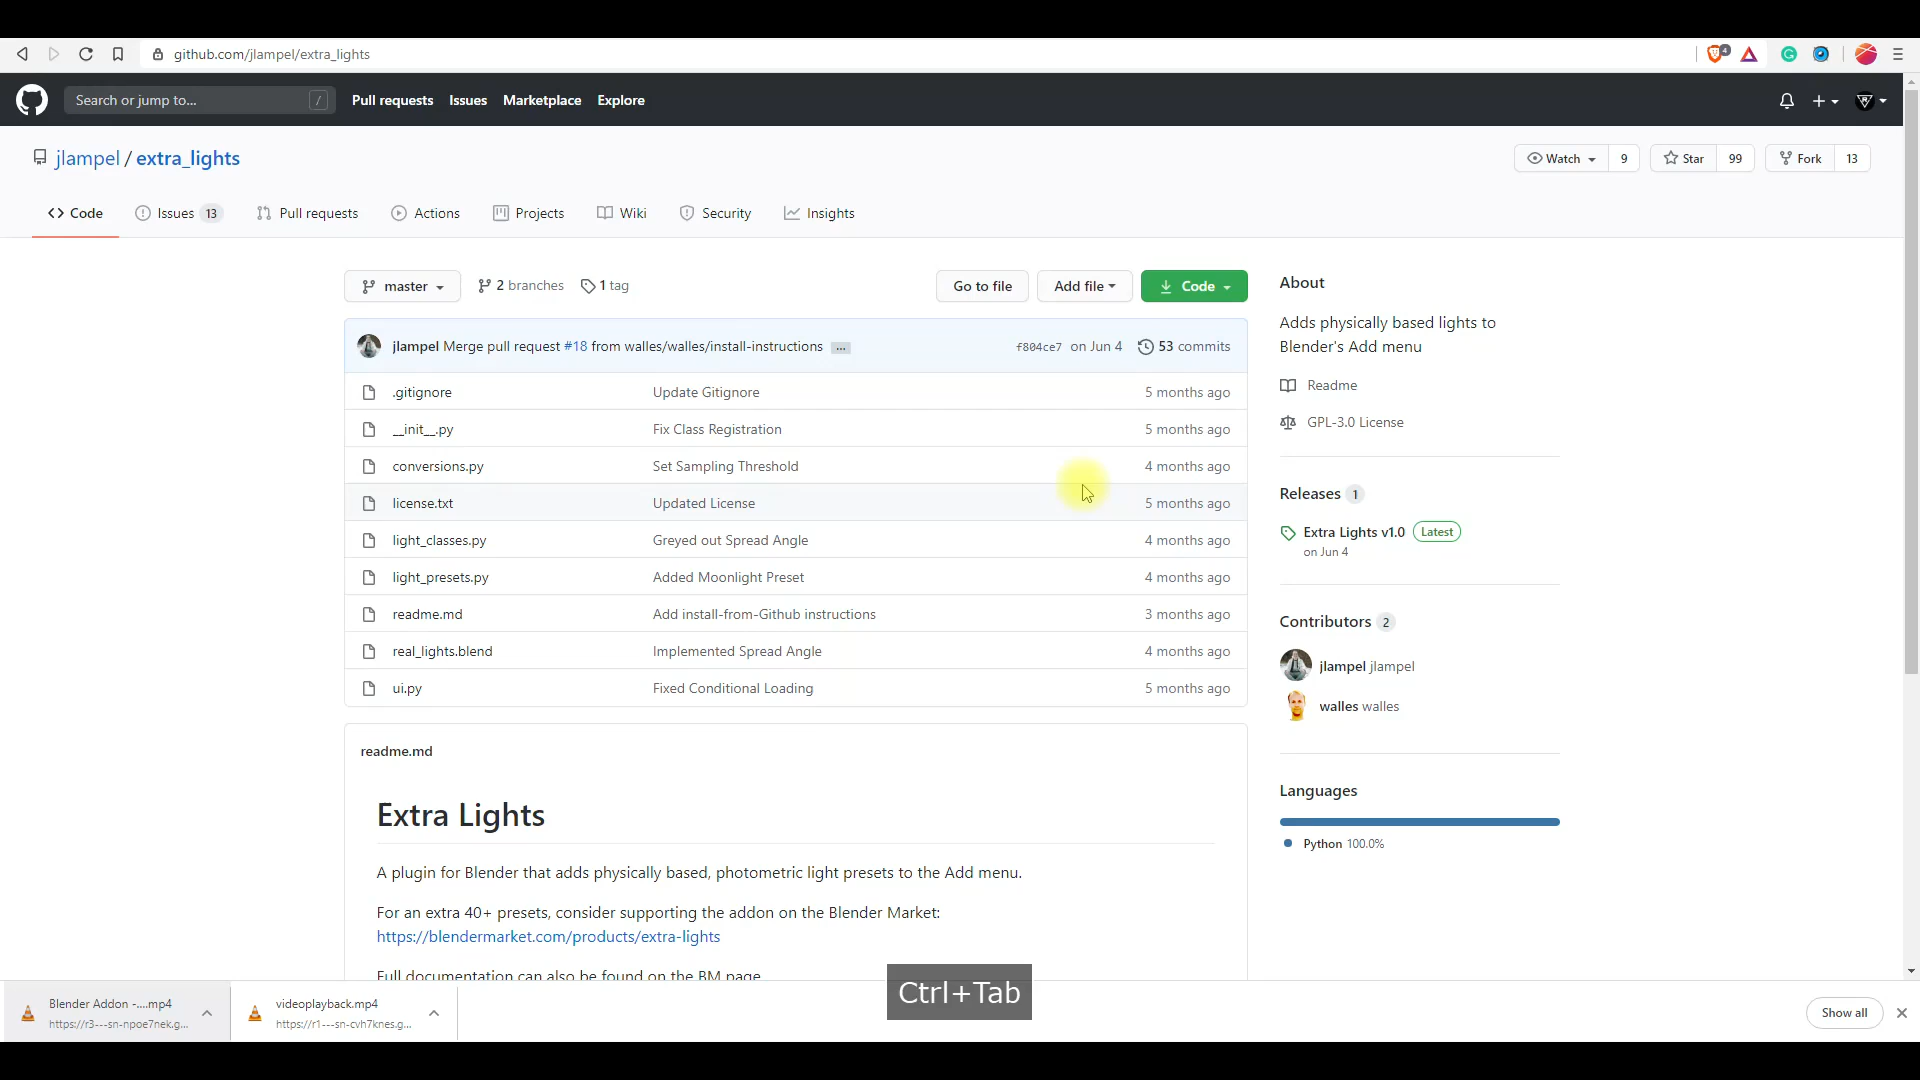 github.com/jlampel/extra_lights
4
Search or jump to... /
Pull requests Issues Marketplace Explore
jlampel / extra_lights
Watch 9 Star 99 Fork 13
Code Issues 13 Pull requests Actions Projects Wiki Security Insights
master 2 branches 1 tag Go to file Add file Code
jlampel Merge pull request #18 from walles/walles/install-instructions ... f804ce7 on Jun 4 53 commits
.gitignore Update Gitignore 5 months ago
__init__.py Fix Class Registration 5 months ago
conversions.py Set Sampling Threshold 4 months ago
license.txt Updated License 5 months ago
light_classes.py Greyed out Spread Angle 4 months ago
light_presets.py Added Moonlight Preset 4 months ago
readme.md Add install-from-Github instructions 3 months ago
real_lights.blend Implemented Spread Angle 4 months ago
ui.py Fixed Conditional Loading 5 months ago
readme.md
Extra Lights
A plugin for Blender that adds physically based, photometric light presets to the Add menu.
For an extra 40+ presets, consider supporting the addon on the Blender Market:
https://blendermarket.com/products/extra-lights
Full documentation can also be found on the BM page.
About
Adds physically based lights to
Blender's Add menu
Readme
GPL-3.0 License
Releases 1
Extra Lights v1.0 Latest
on Jun 4
Contributors 2
jlampel jlampel
walles walles
Languages
Python 100.0%
Ctrl+Tab
Blender Addon -....mp4
https://r3---sn-npoe7nek.g...
videoplayback.mp4
https://r1---sn-cvh7knes.g...
Show all